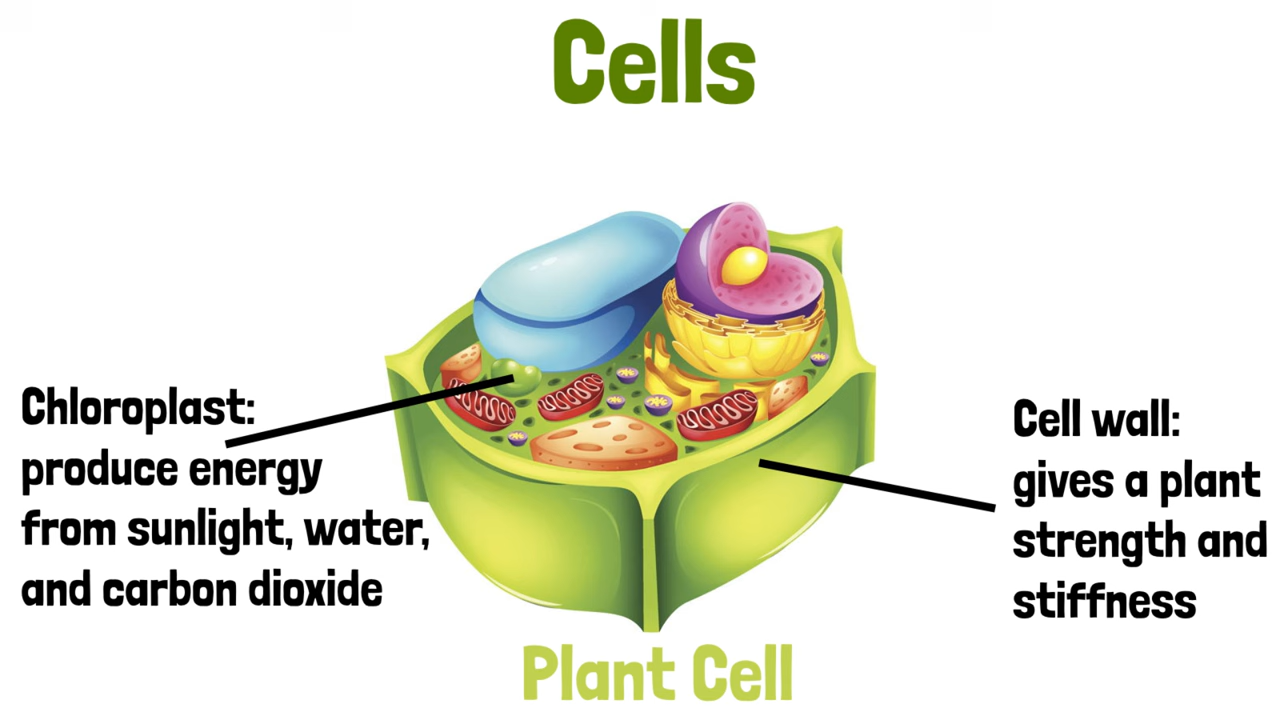 Cells
Chloroplast:
produce energy
from sunlight, water,
and carbon dioxide
Cell wall:
gives a plant
strength and
stiffness
Plant Cell